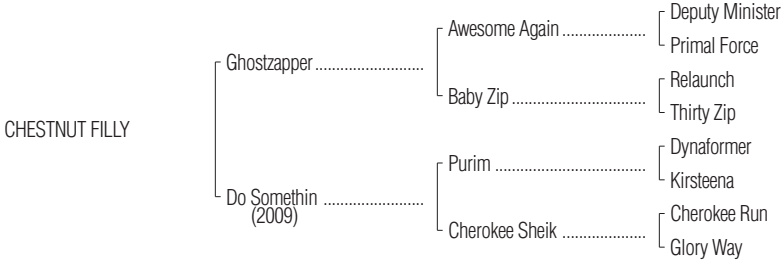 Deputy Minister
Awesome Again ......................
Primal Force
Ghostzapper ..........................
Relaunch
Baby Zip ...................................
Thirty Zip
CHESTNUT FILLY
Dynaformer
Purim .......................................
Kirsteena
Do Somethin ........................
(2009)
Cherokee Run
Cherokee Sheik ......................
Glory Way